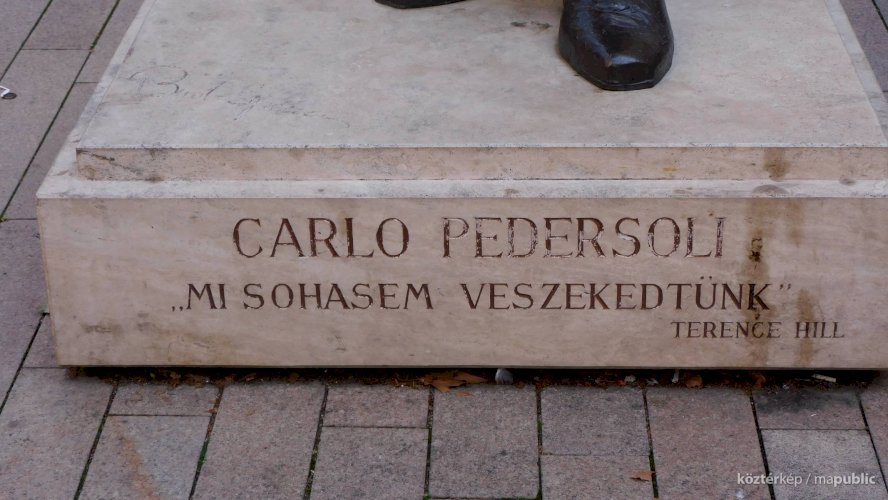 CARLO PEDERSOLI
„MI SOHASEM VESZEKEDTÜNK”
TERENCE HILL
köztérkép / mapublic